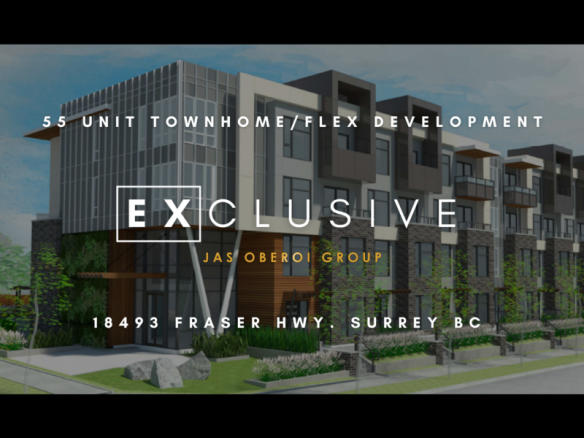 55 UNIT TOWNHOME/FLEX DEVELOPMENT
EXCLUSIVE
JAS OBEROI GROUP
18493 FRASER HWY. SURREY BC